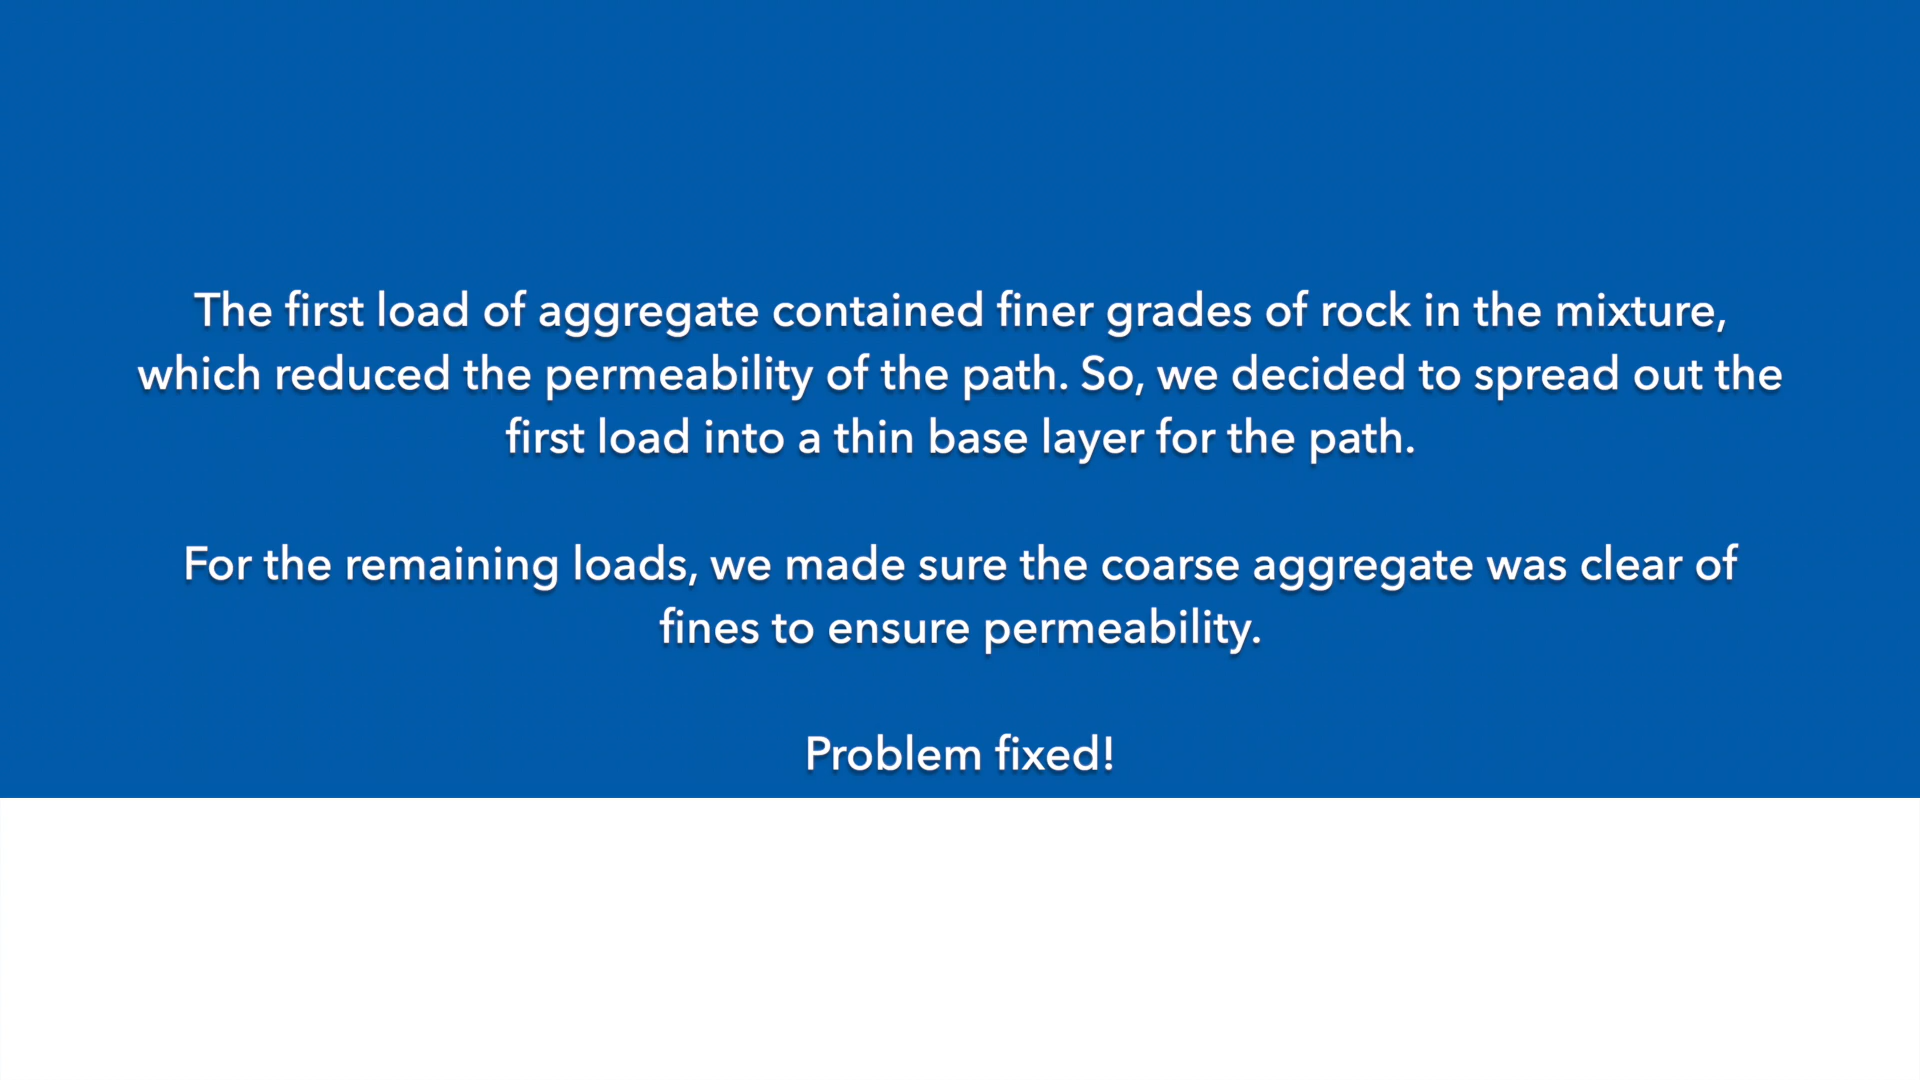 The first load of aggregate contained finer grades of rock in the mixture,
which reduced the permeability of the path. So, we decided to spread out the
first load into a thin base layer for the path.
For the remaining loads, we made sure the coarse aggregate was clear of
fines to ensure permeability.
Problem fixed!